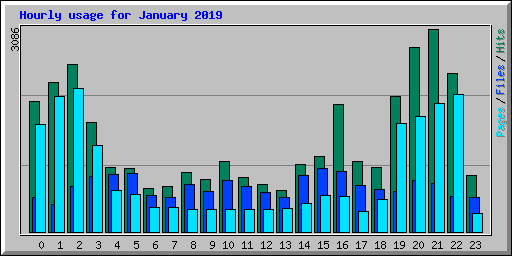 Hourly usage for January 2019
3086
Pages/Files/Hits
0 1 2 3 4 5 6 7 8 9 10 11 12 13 14 15 16 17 18 19 20 21 22 23